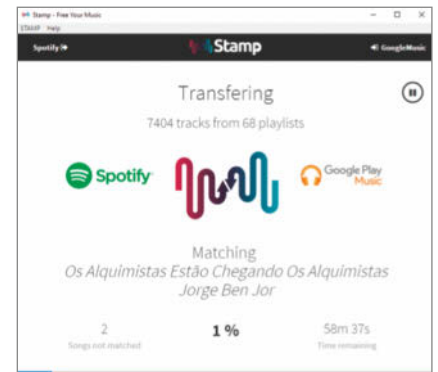 Stamp - Free Your Music
STAMP Help
Spotify Stamp GoogleMusic
Transfering
7404 tracks from 68 playlists
Spotify Google Play Music
Matching
Os Alquimistas Estão Chegando Os Alquimistas
Jorge Ben Jor
2 1 % 58m 37s
Songs not matched Time remaining